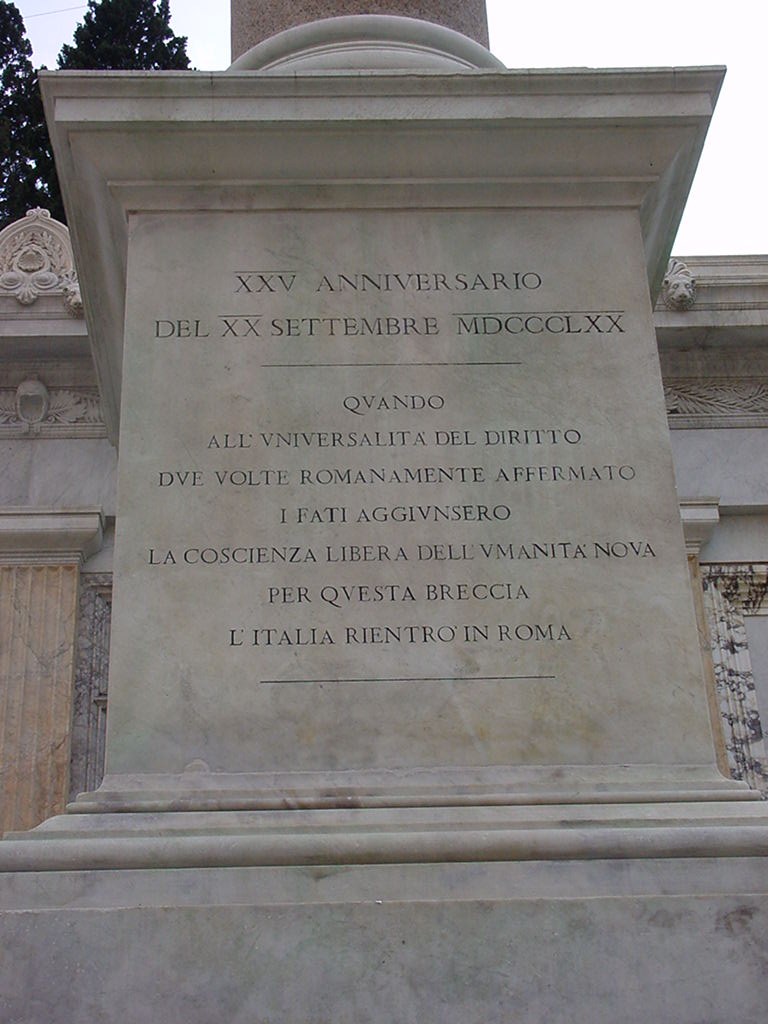 XXV ANNIVERSARIO
DEL XX SETTEMBRE MDCCCLXX
QVANDO
ALL' VNIVERSALITA' DEL DIRITTO
DVE VOLTE ROMANAMENTE AFFERMATO
I FATI AGGIVNSERO
LA COSCIENZA LIBERA DELL' VMANITA' NOVA
PER QVESTA BRECCIA
L' ITALIA RIENTRO' IN ROMA